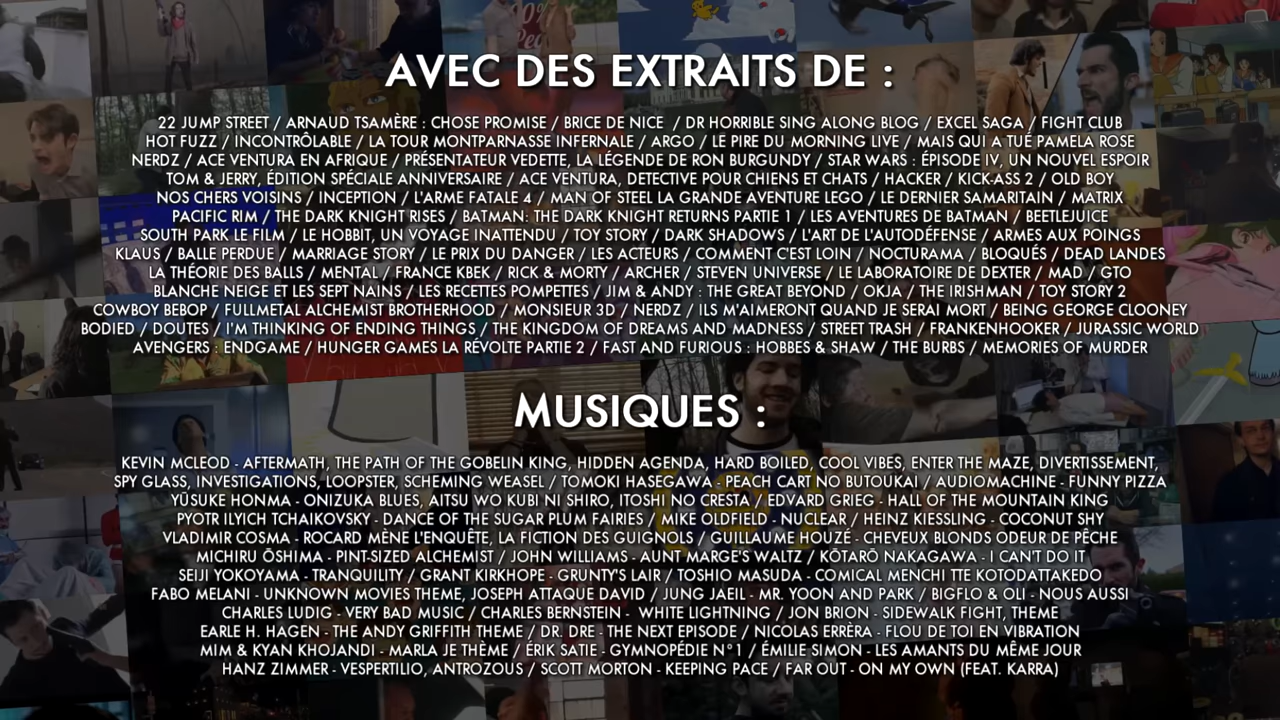 AVEC DES EXTRAITS DE :
22 JUMP STREET / ARNAUD TSAMÈRE : CHOSE PROMISE / BRICE DE NICE / DR HORRIBLE SING ALONG BLOG / EXCEL SAGA / FIGHT CLUB
HOT FUZZ / INCONTRÔLABLE / LA TOUR MONTPARNASSE INFERNALE / ARGO / LE PIRE DU MORNING LIVE / MAIS QUI A TUÉ PAMELA ROSE
NERDZ / ACE VENTURA EN AFRIQUE / PRÉSENTATEUR VEDETTE, LA LÉGENDE DE RON BURGUNDY / STAR WARS : ÉPISODE IV, UN NOUVEL ESPOIR
TOM & JERRY, ÉDITION SPÉCIALE ANNIVERSAIRE / ACE VENTURA, DETECTIVE POUR CHIENS ET CHATS / HACKER / KICK-ASS 2 / OLD BOY
NOS CHERS VOISINS / INCEPTION / L'ARME FATALE 4 / MAN OF STEEL LA GRANDE AVENTURE LEGO / LE DERNIER SAMARITAIN / MATRIX
PACIFIC RIM / THE DARK KNIGHT RISES / BATMAN: THE DARK KNIGHT RETURNS PARTIE 1 / LES AVENTURES DE BATMAN / BEETLEJUICE
SOUTH PARK LE FILM / LE HOBBIT, UN VOYAGE INATTENDU / TOY STORY / DARK SHADOWS / L'ART DE L'AUTODÉFENSE / ARMES AUX POINGS
KLAUS / BALLE PERDUE / MARRIAGE STORY / LE PRIX DU DANGER / LES ACTEURS / COMMENT C'EST LOIN / NOCTURAMA / BLOQUÉS / DEAD LANDES
LA THÉORIE DES BALLS / MENTAL / FRANCE KBEK / RICK & MORTY / ARCHER / STEVEN UNIVERSE / LE LABORATOIRE DE DEXTER / MAD / GTO
BLANCHE NEIGE ET LES SEPT NAINS / LES RECETTES POMPETTES / JIM & ANDY : THE GREAT BEYOND / OKJA / THE IRISHMAN / TOY STORY 2
COWBOY BEBOP / FULLMETAL ALCHEMIST BROTHERHOOD / MONSIEUR 3D / NERDZ / ILS M'AIMERONT QUAND JE SERAI MORT / BEING GEORGE CLOONEY
BODIED / DOUTES / I'M THINKING OF ENDING THINGS / THE KINGDOM OF DREAMS AND MADNESS / STREET TRASH / FRANKENHOOKER / JURASSIC WORLD
AVENGERS : ENDGAME / HUNGER GAMES LA RÉVOLTE PARTIE 2 / FAST AND FURIOUS : HOBBES & SHAW / THE BURBS / MEMORIES OF MURDER
MUSIQUES :
KEVIN MCLEOD - AFTERMATH, THE PATH OF THE GOBELIN KING, HIDDEN AGENDA, HARD BOILED, COOL VIBES, ENTER THE MAZE, DIVERTISSEMENT,
SPY GLASS, INVESTIGATIONS, LOOPSTER, SCHEMING WEASEL / TOMOKI HASEGAWA - PEACH CART NO BUTOUKAI / AUDIOMACHINE - FUNNY PIZZA
YŪSUKE HONMA - ONIZUKA BLUES, AITSU WO KUBI NI SHIRO, ITOSHI NO CRESTA / EDVARD GRIEG - HALL OF THE MOUNTAIN KING
PYOTR ILYICH TCHAIKOVSKY - DANCE OF THE SUGAR PLUM FAIRIES / MIKE OLDFIELD - NUCLEAR / HEINZ KIESSLING - COCONUT SHY
VLADIMIR COSMA - ROCARD MÈNE L'ENQUÊTE, LA FICTION DES GUIGNOLS / GUILLAUME HOUZÉ - CHEVEUX BLONDS ODEUR DE PÊCHE
MICHIRU ŌSHIMA - PINT-SIZED ALCHEMIST / JOHN WILLIAMS - AUNT MARGE'S WALTZ / KŌTARŌ NAKAGAWA - I CAN'T DO IT
SEIJI YOKOYAMA - TRANQUILITY / GRANT KIRKHOPE - GRUNTY'S LAIR / TOSHIO MASUDA - COMICAL MENCHI TTE KOTODATTAKEDO
FABO MELANI - UNKNOWN MOVIES THEME, JOSEPH ATTAQUE DAVID / JUNG JAEIL - MR. YOON AND PARK / BIGFLO & OLI - NOUS AUSSI
CHARLES LUDIG - VERY BAD MUSIC / CHARLES BERNSTEIN - WHITE LIGHTNING / JON BRION - SIDEWALK FIGHT, THEME
EARLE H. HAGEN - THE ANDY GRIFFITH THEME / DR. DRE - THE NEXT EPISODE / NICOLAS ERRÈRA - FLOU DE TOI EN VIBRATION
MIM & KYAN KHOJANDI - MARLA JE THÈME / ÉRIK SATIE - GYMNOPÉDIE N°1 / ÉMILIE SIMON - LES AMANTS DU MÊME JOUR
HANZ ZIMMER - VESPERTILIO, ANTROZOUS / SCOTT MORTON - KEEPING PACE / FAR OUT - ON MY OWN (FEAT. KARRA)